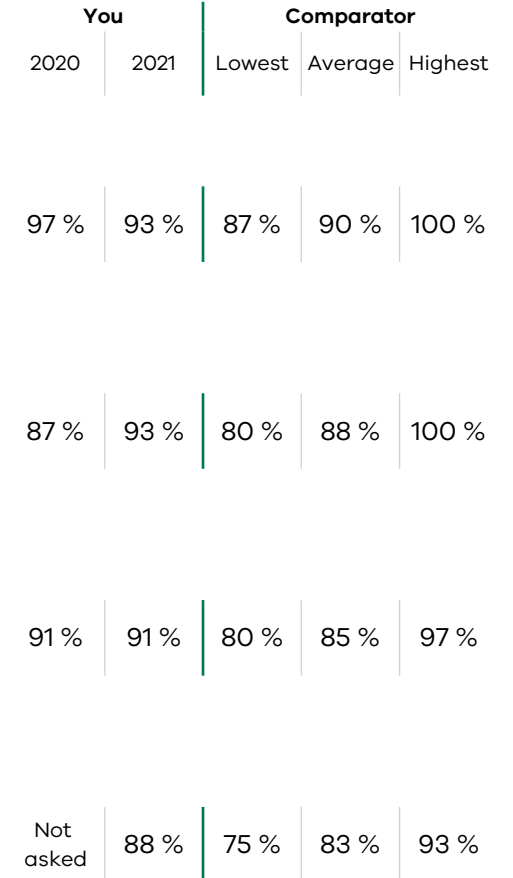 You Comparator
2020 2021 Lowest Average Highest
97 % 93 % 87 % 90 % 100 %
87 % 93 % 80 % 88 % 100 %
91 % 91 % 80 % 85 % 97 %
Not
asked 88 % 75 % 83 % 93 %